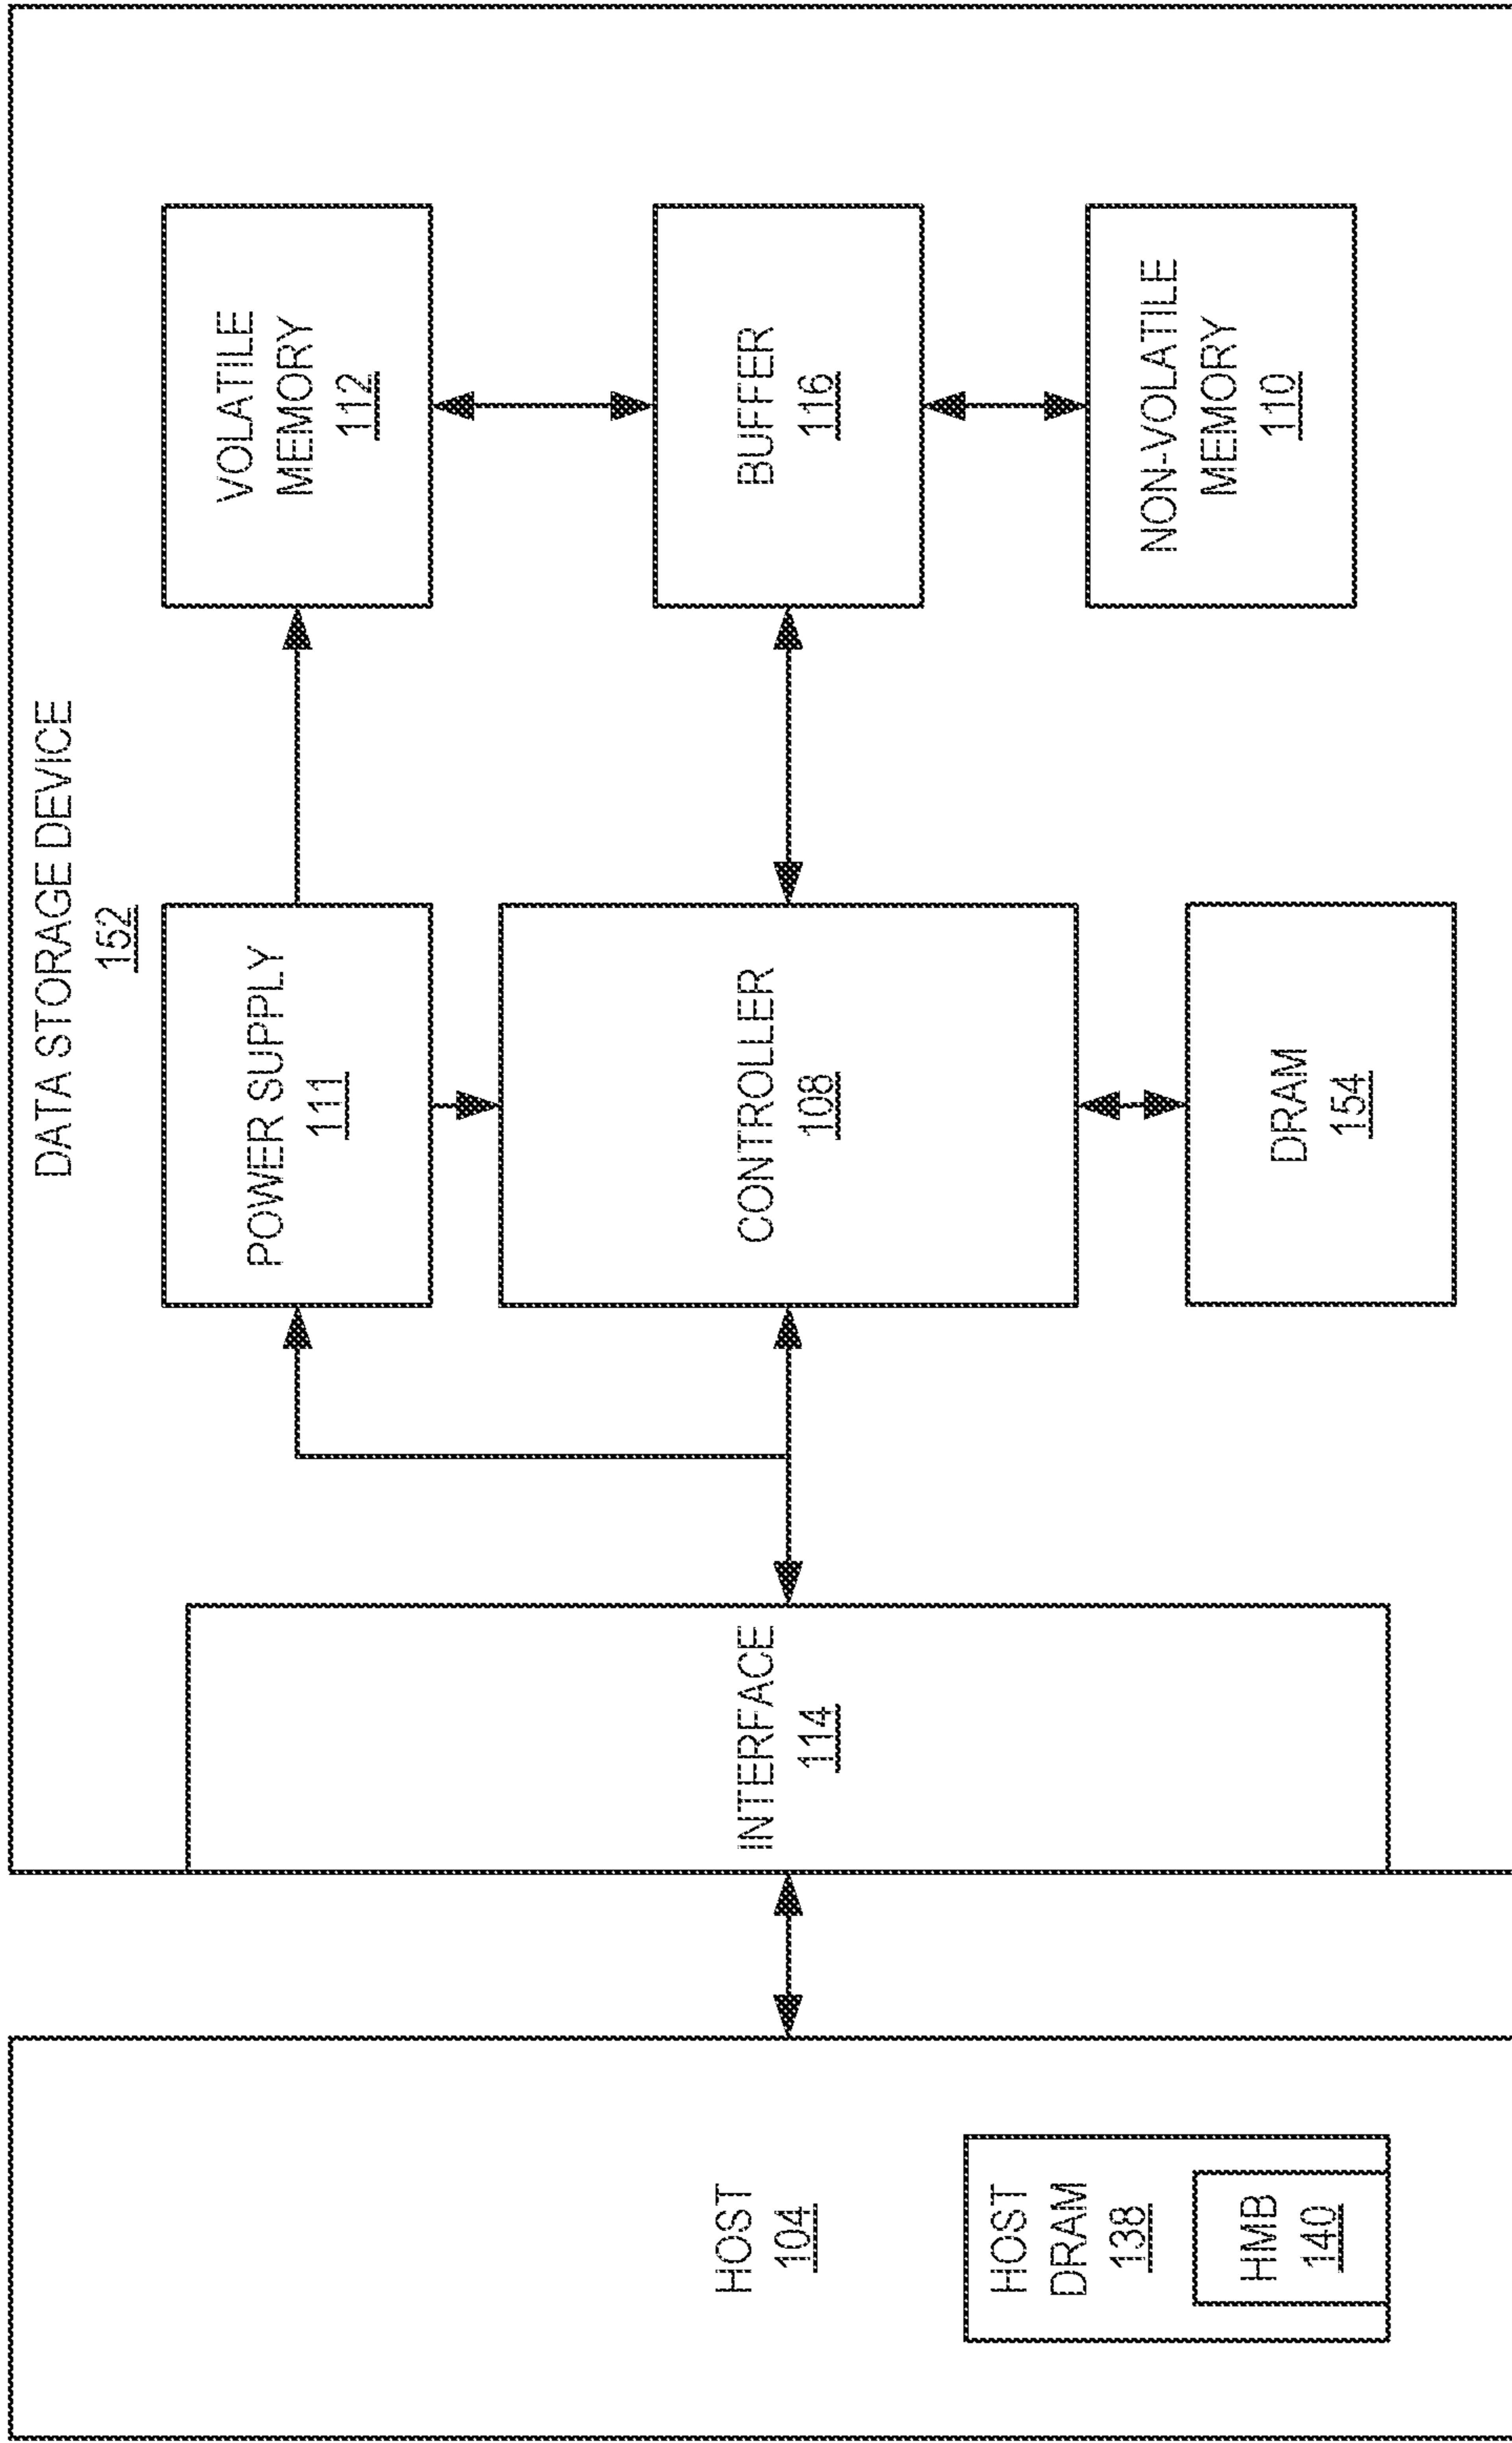 DATA STORAGE DEVICE
152
HOST
104
HOST
DRAM
138
HMB
140
INTERFACE
114
POWER SUPPLY
111
CONTROLLER
108
DRAM
154
VOLATILE
MEMORY
112
BUFFER
116
NON-VOLATILE
MEMORY
110